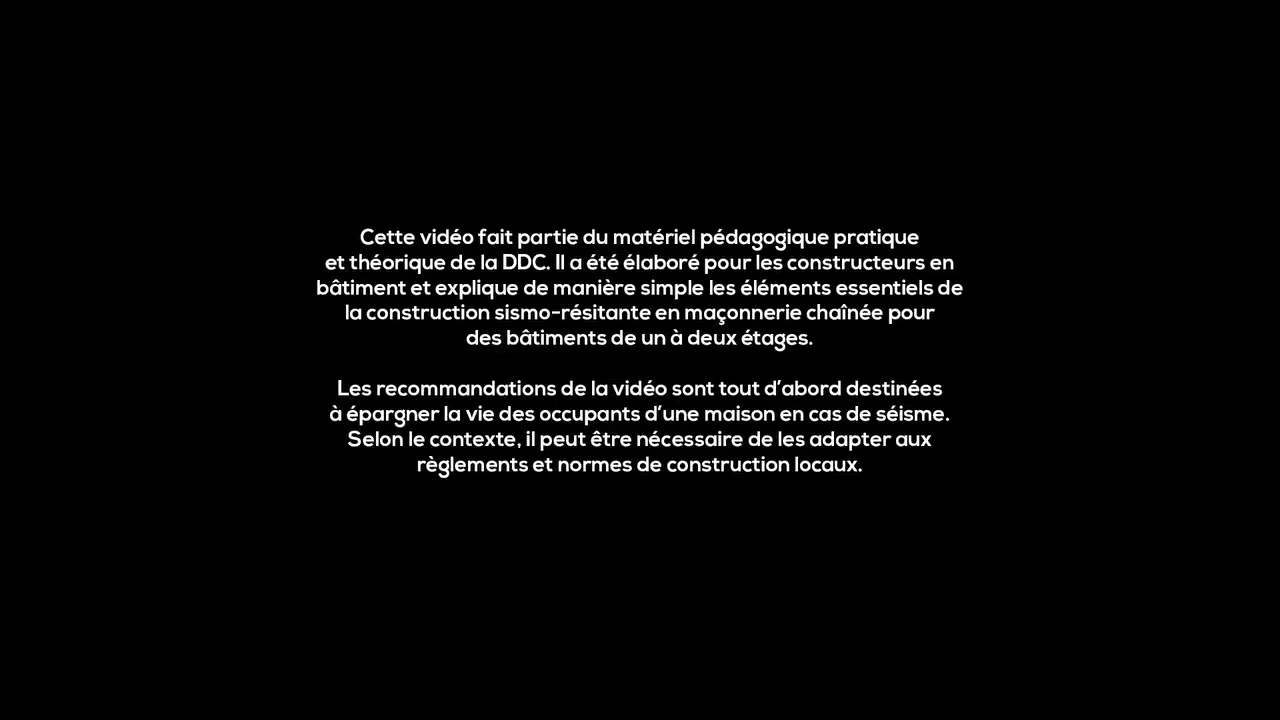 Cette vidéo fait partie du matériel pédagogique pratique
et théorique de la DDC. Il a été élaboré pour les constructeurs en
bâtiment et explique de manière simple les éléments essentiels de
la construction sismo-résitante en maçonnerie chaînée pour
des bâtiments de un à deux étages.
Les recommandations de la vidéo sont tout d’abord destinées
à épargner la vie des occupants d’une maison en cas de séisme.
Selon le contexte, il peut être nécessaire de les adapter aux
règlements et normes de construction locaux.